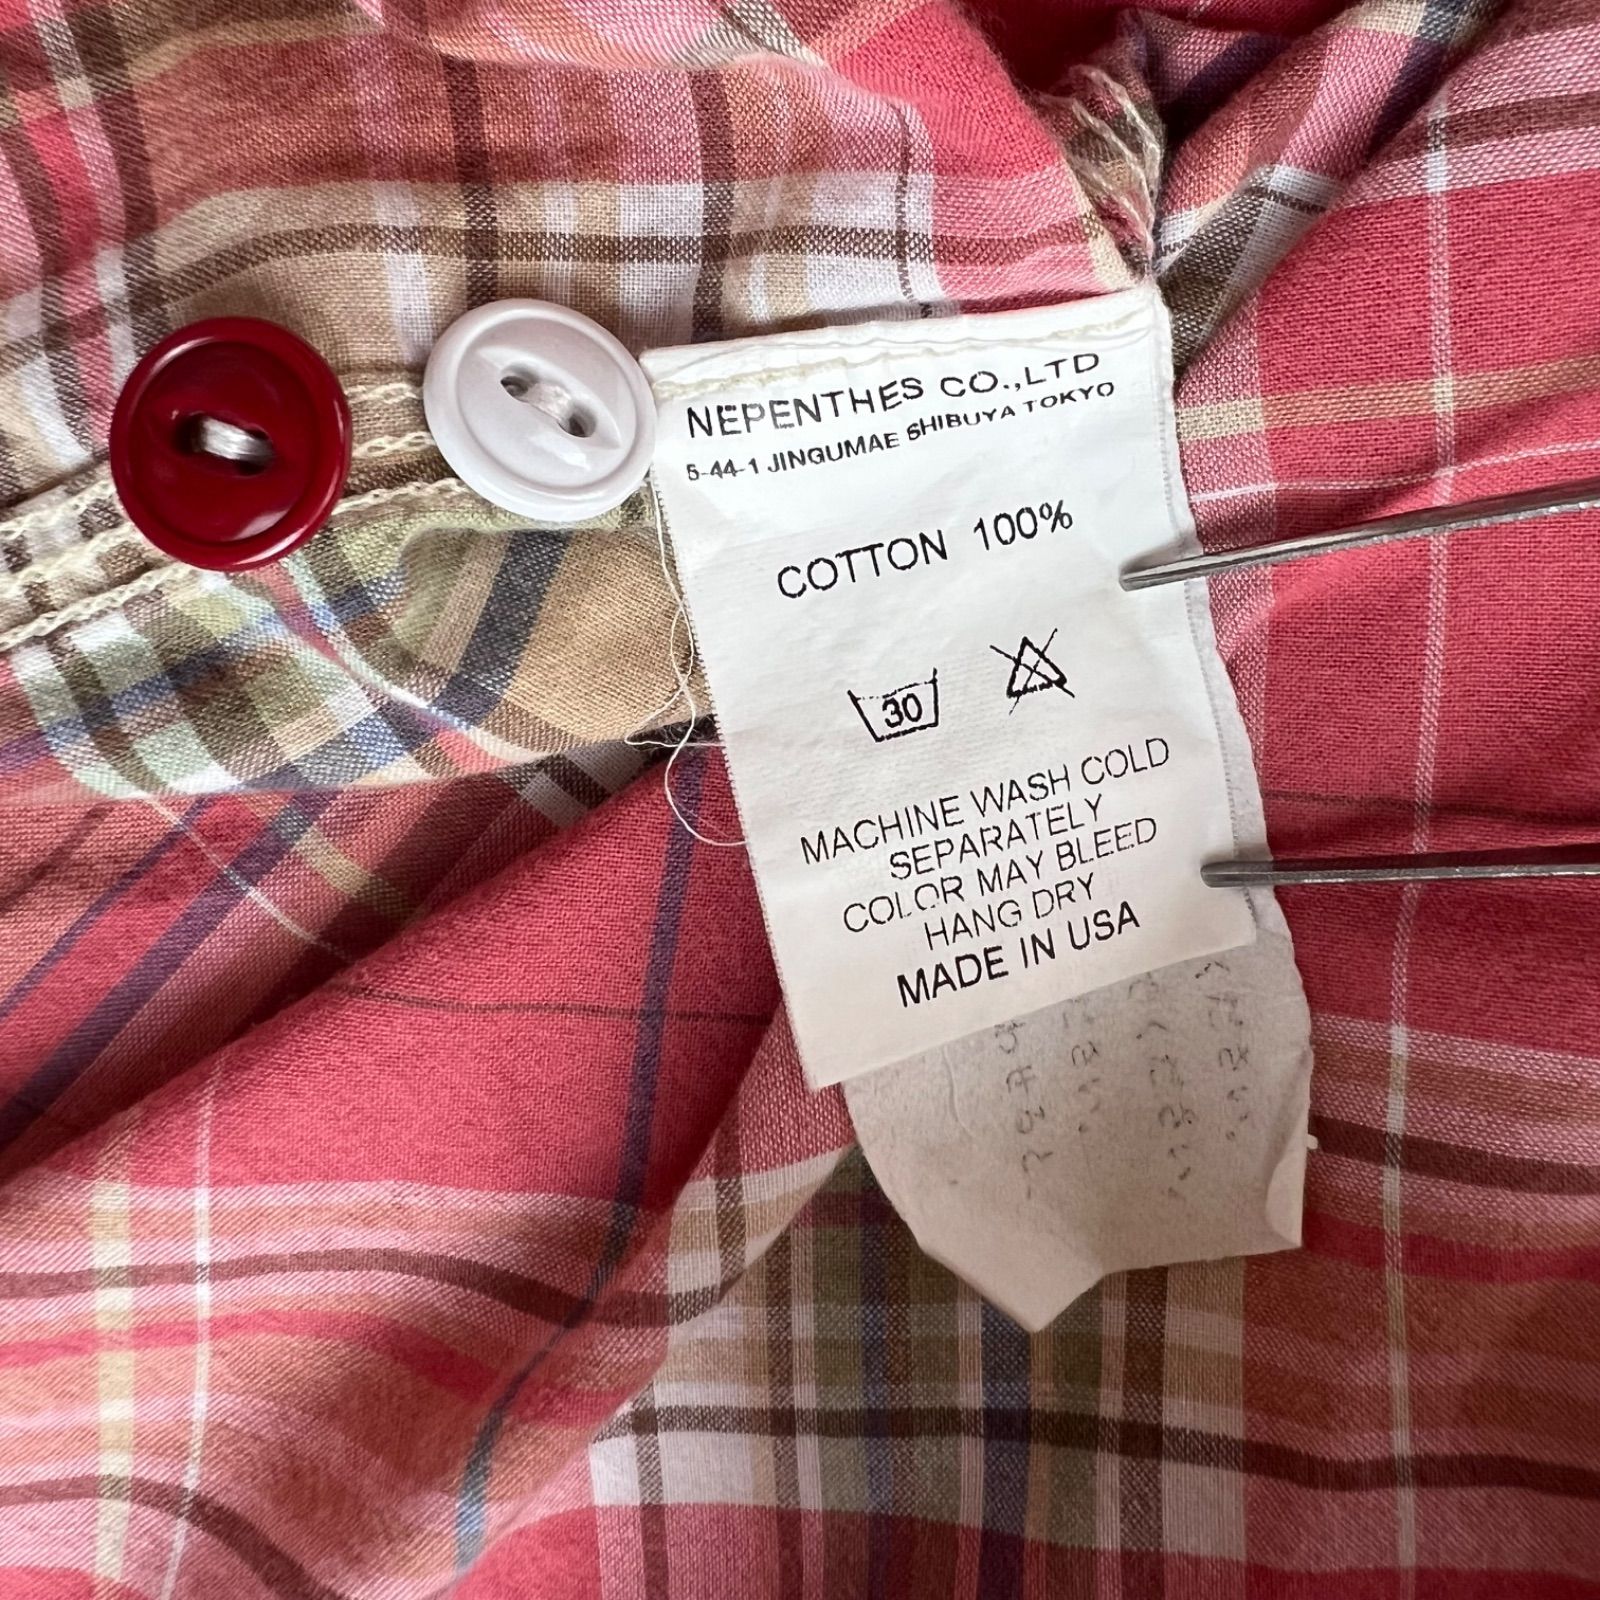 NEPENTHES CO.,LTD
5-44-1 JINGUMAE SHIBUYA TOKYO
COTTON 100%
30
MACHINE WASH COLD
SEPARATELY
COLOR MAY BLEED
HANG DRY
MADE IN USA